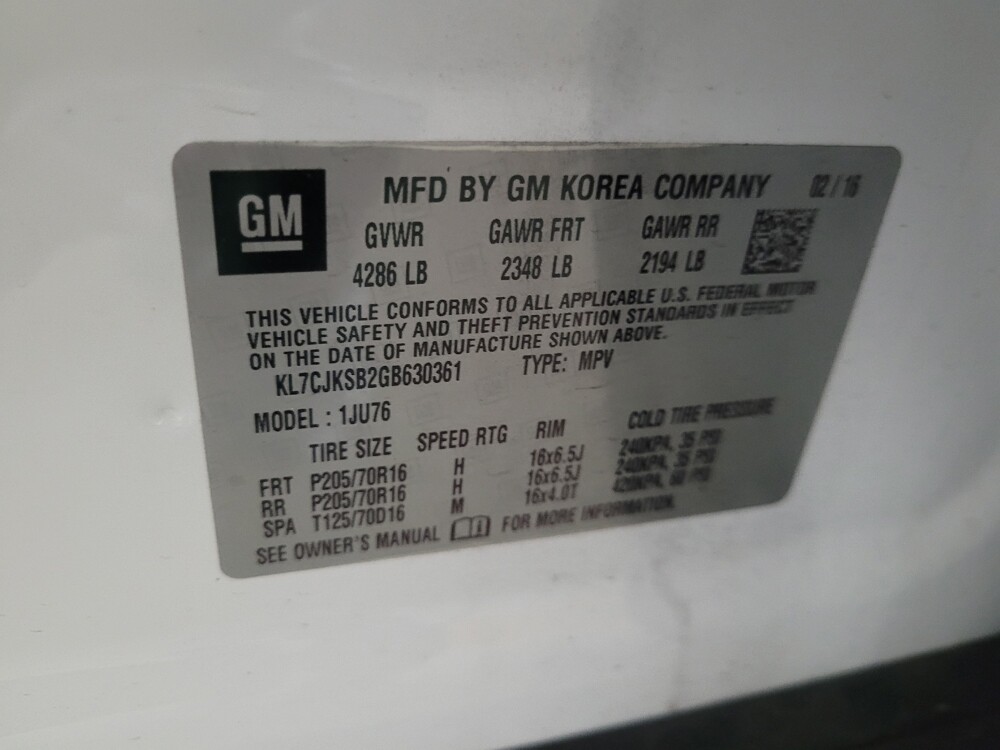 GM
MFD BY GM KOREA COMPANY 02/16
GVWR GAWR FRT GAWR RR
4286 LB 2348 LB 2194 LB
THIS VEHICLE CONFORMS TO ALL APPLICABLE U.S. FEDERAL MOTOR
VEHICLE SAFETY AND THEFT PREVENTION STANDARDS IN EFFECT
ON THE DATE OF MANUFACTURE SHOWN ABOVE.
KL7CJKSB2GB630361 TYPE: MPV
MODEL : 1JU76
TIRE SIZE SPEED RTG RIM COLD TIRE PRESSURE
FRT P205/70R16 H 16x6.5J 240KPA, 35 PSI
RR P205/70R16 H 16x6.5J 240KPA, 35 PSI
SPA T125/70D16 M 16x4.0T 420KPA, 60 PSI
SEE OWNER'S MANUAL FOR MORE INFORMATION.